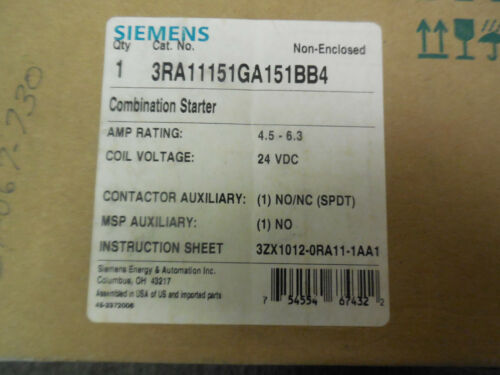 SIEMENS
Qty Cat. No. Non-Enclosed
1 3RA11151GA151BB4
Combination Starter
AMP RATING: 4.5 - 6.3
COIL VOLTAGE: 24 VDC
CONTACTOR AUXILIARY: (1) NO/NC (SPDT)
MSP AUXILIARY: (1) NO
INSTRUCTION SHEET 3ZX1012-0RA11-1AA1
Siemens Energy & Automation Inc.
Columbus, OH 43217
Assembled in USA of US and imported parts
7 54554 67432 2